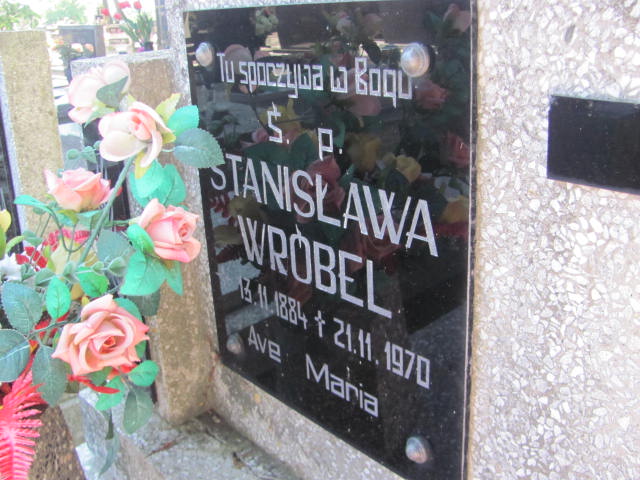 Tu spoczywa w Bogu
Ś. p.
STANISŁAWA
WRÓBEL
13.11.1884 + 21.11.1970
Ave Maria